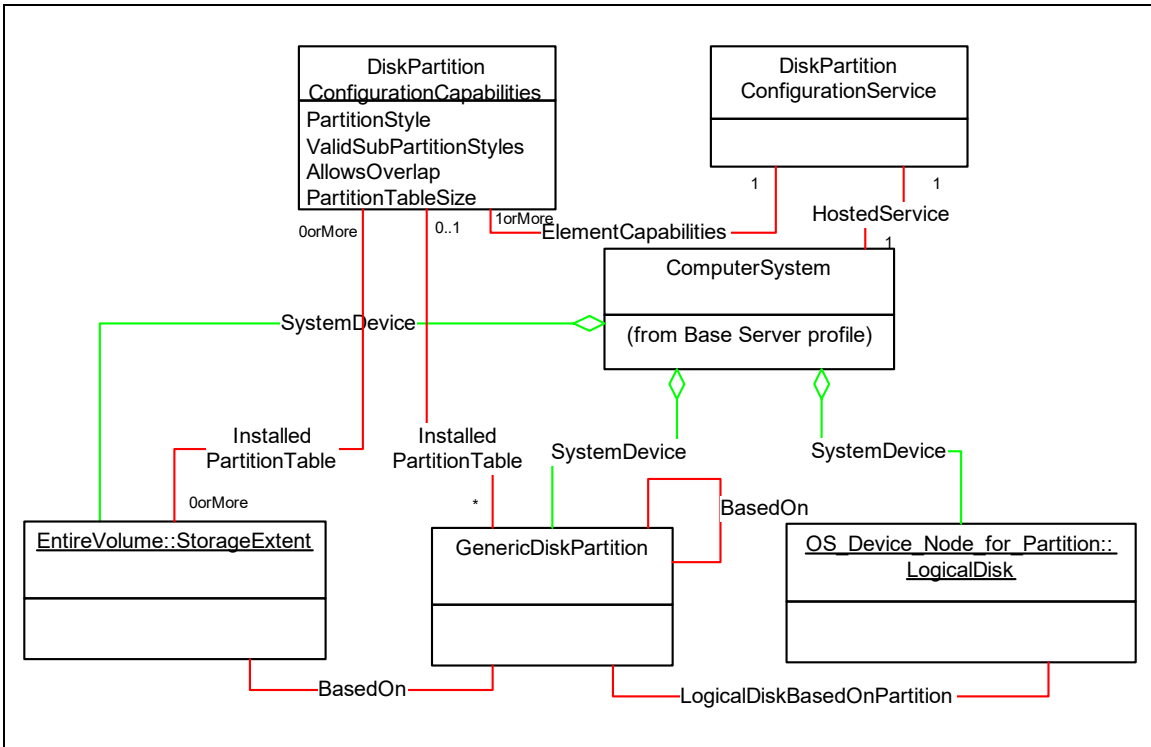 DiskPartition
ConfigurationCapabilities
PartitionStyle
ValidSubPartitionStyles
AllowsOverlap
PartitionTableSize
DiskPartition
ConfigurationService
0orMore
0..1
1orMore
ElementCapabilities
1
1
HostedService
1
ComputerSystem
(from Base Server profile)
SystemDevice
Installed
PartitionTable
Installed
PartitionTable
SystemDevice
SystemDevice
0orMore
*
BasedOn
EntireVolume::StorageExtent
GenericDiskPartition
OS_Device_Node_for_Partition::
LogicalDisk
BasedOn
LogicalDiskBasedOnPartition